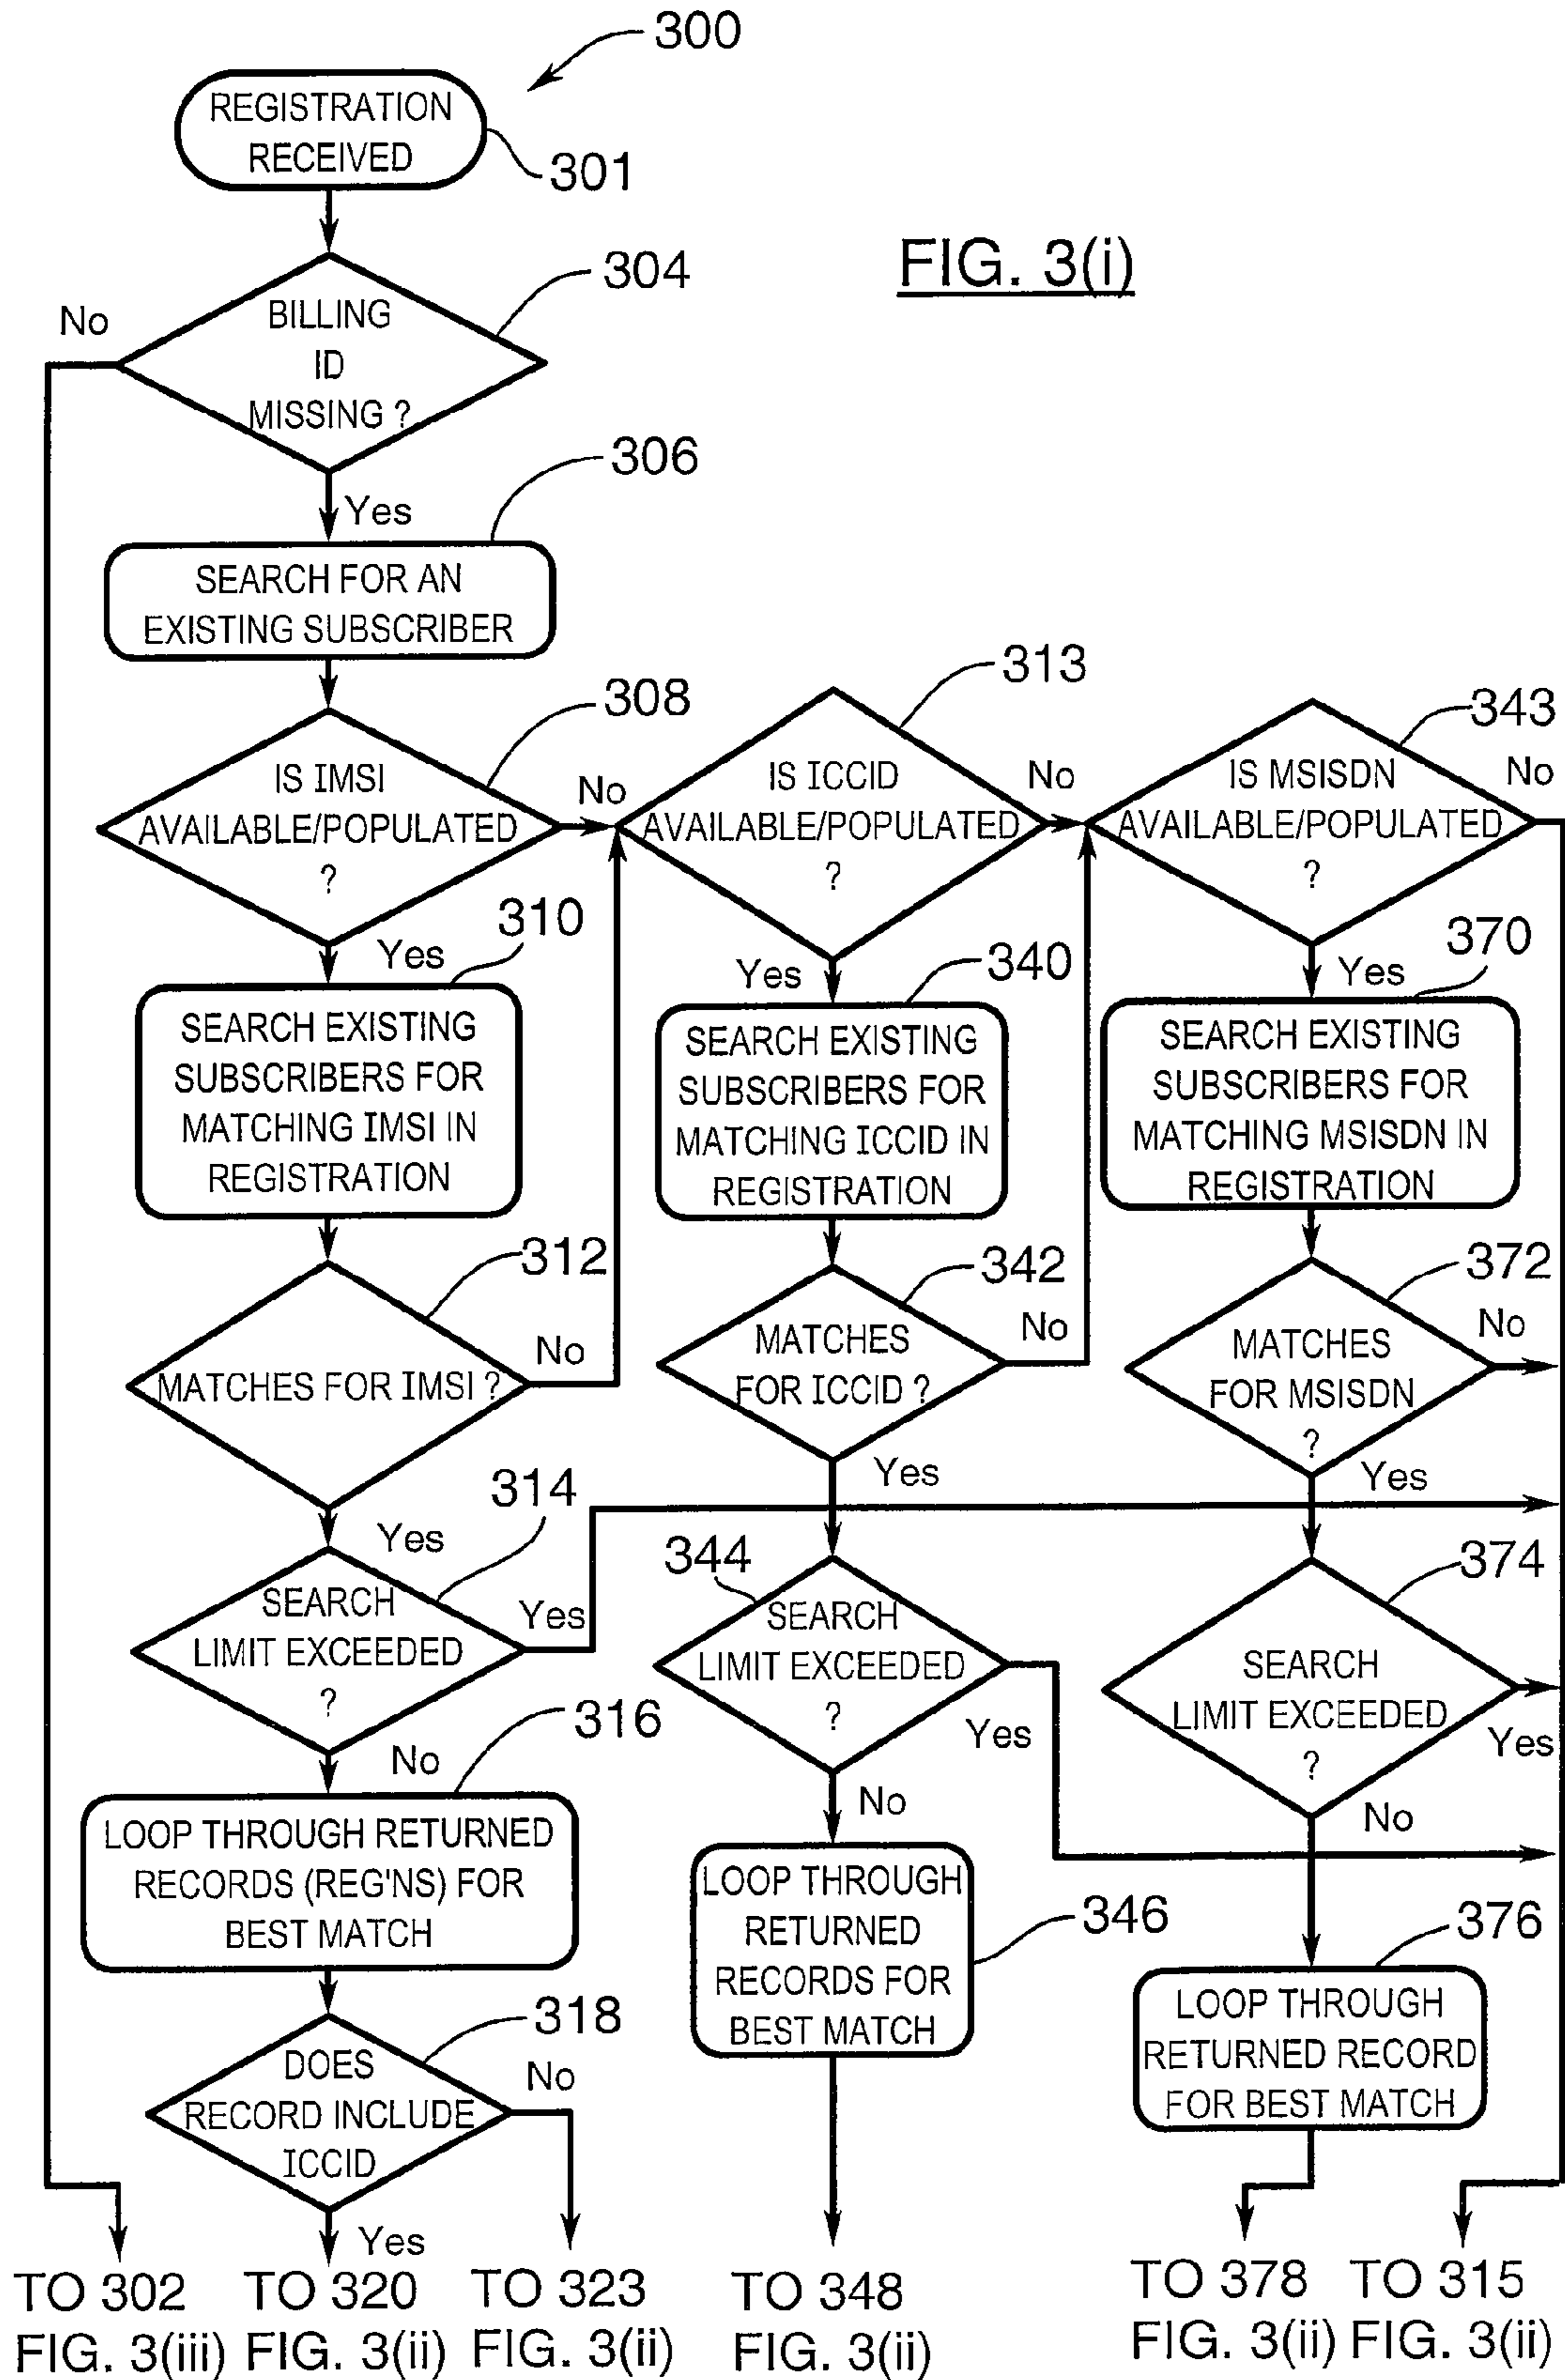 300
REGISTRATION
RECEIVED
301
FIG. 3(i)
304
No
BILLING
ID
MISSING ?
306
Yes
SEARCH FOR AN
EXISTING SUBSCRIBER
308
IS IMSI
AVAILABLE/POPULATED
?
No
313
IS ICCID
AVAILABLE/POPULATED
?
No
343
IS MSISDN
AVAILABLE/POPULATED
?
No
310
Yes
SEARCH EXISTING
SUBSCRIBERS FOR
MATCHING IMSI IN
REGISTRATION
340
Yes
SEARCH EXISTING
SUBSCRIBERS FOR
MATCHING ICCID IN
REGISTRATION
370
Yes
SEARCH EXISTING
SUBSCRIBERS FOR
MATCHING MSISDN IN
REGISTRATION
312
MATCHES FOR IMSI ?
No
342
MATCHES
FOR ICCID ?
No
372
MATCHES
FOR MSISDN
?
No
Yes
314
SEARCH
LIMIT EXCEEDED
?
Yes
Yes
344
SEARCH
LIMIT EXCEEDED
?
Yes
Yes
374
SEARCH
LIMIT EXCEEDED
?
Yes
No
316
LOOP THROUGH RETURNED
RECORDS (REG'NS) FOR
BEST MATCH
No
346
LOOP THROUGH
RETURNED
RECORDS FOR
BEST MATCH
No
376
LOOP THROUGH
RETURNED RECORD
FOR BEST MATCH
318
DOES
RECORD INCLUDE
ICCID
No
Yes
TO 302
FIG. 3(iii)
TO 320
FIG. 3(ii)
TO 323
FIG. 3(ii)
TO 348
FIG. 3(ii)
TO 378
FIG. 3(ii)
TO 315
FIG. 3(ii)